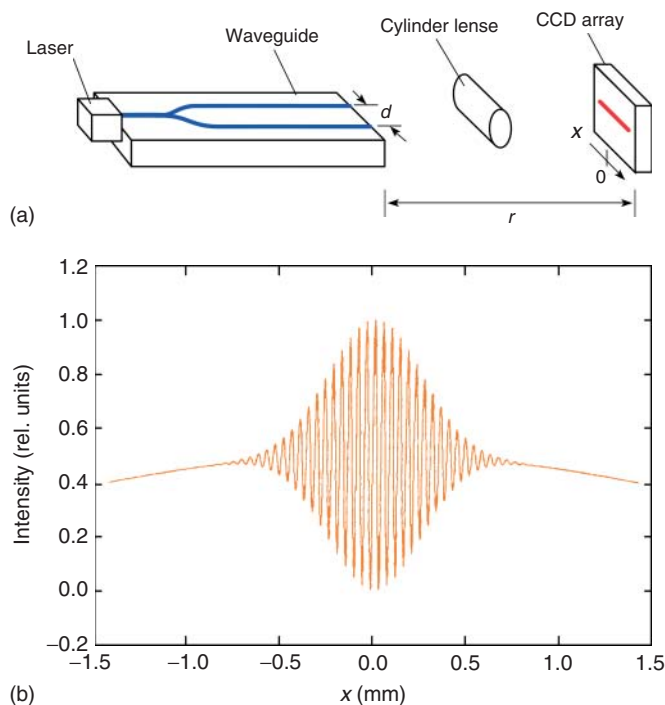 Laser
Waveguide
Cylinder lense
CCD array
d
x
0
r
(a)
1.2
1.0
0.8
0.6
0.4
0.2
0.0
−0.2
Intensity (rel. units)
−1.5 −1.0 −0.5 0.0 0.5 1.0 1.5
x (mm)
(b)